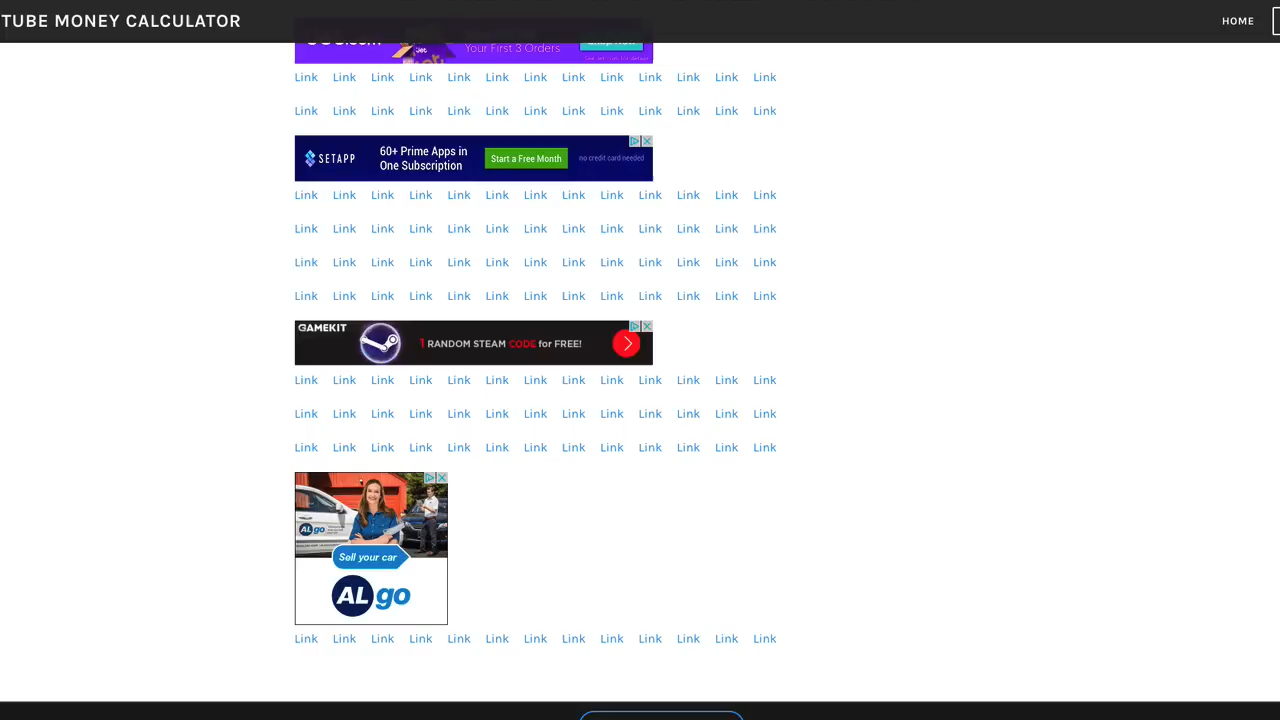 TUBE MONEY CALCULATOR
HOME
Your First 3 Orders
Link Link Link Link Link Link Link Link Link Link Link Link Link
Link Link Link Link Link Link Link Link Link Link Link Link Link
SETAPP
60+ Prime Apps in
One Subscription
Start a Free Month
no credit card needed
Link Link Link Link Link Link Link Link Link Link Link Link Link
Link Link Link Link Link Link Link Link Link Link Link Link Link
Link Link Link Link Link Link Link Link Link Link Link Link Link
Link Link Link Link Link Link Link Link Link Link Link Link Link
GAMEKIT
1 RANDOM STEAM CODE for FREE!
Link Link Link Link Link Link Link Link Link Link Link Link Link
Link Link Link Link Link Link Link Link Link Link Link Link Link
Link Link Link Link Link Link Link Link Link Link Link Link Link
ALgo
Sell your car
ALgo
Link Link Link Link Link Link Link Link Link Link Link Link Link